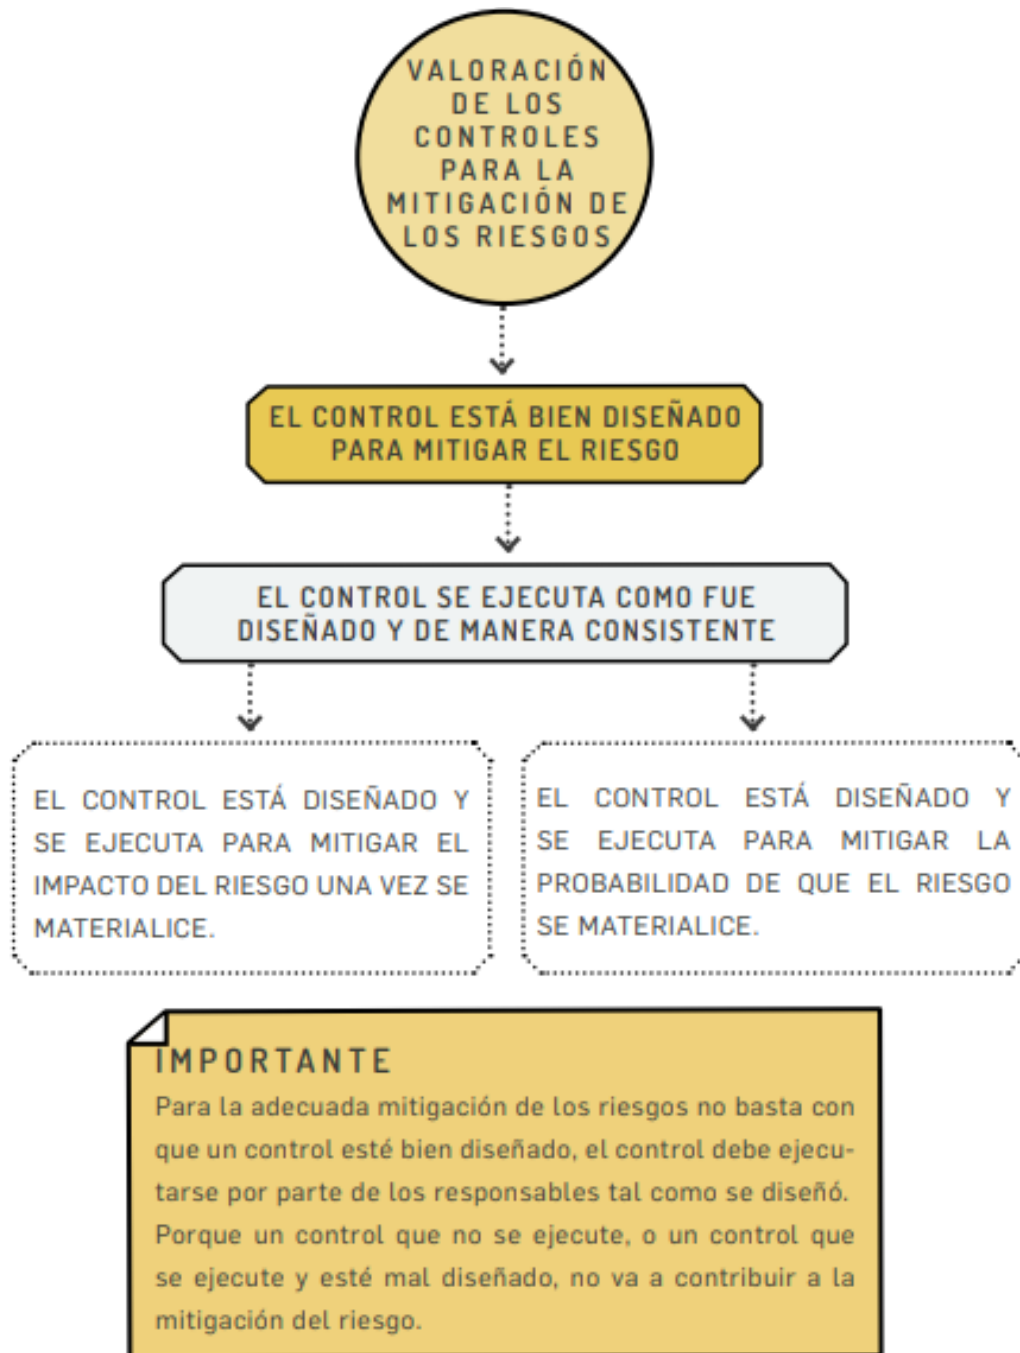 VALORACIÓN
DE LOS
CONTROLES
PARA LA
MITIGACIÓN DE
LOS RIESGOS
EL CONTROL ESTÁ BIEN DISEÑADO
PARA MITIGAR EL RIESGO
EL CONTROL SE EJECUTA COMO FUE
DISEÑADO Y DE MANERA CONSISTENTE
EL CONTROL ESTÁ DISEÑADO Y
SE EJECUTA PARA MITIGAR EL
IMPACTO DEL RIESGO UNA VEZ SE
MATERIALICE.
EL CONTROL ESTÁ DISEÑADO Y
SE EJECUTA PARA MITIGAR LA
PROBABILIDAD DE QUE EL RIESGO
SE MATERIALICE.
IMPORTANTE
Para la adecuada mitigación de los riesgos no basta con
que un control esté bien diseñado, el control debe ejecu-
tarse por parte de los responsables tal como se diseñó.
Porque un control que no se ejecute, o un control que
se ejecute y esté mal diseñado, no va a contribuir a la
mitigación del riesgo.